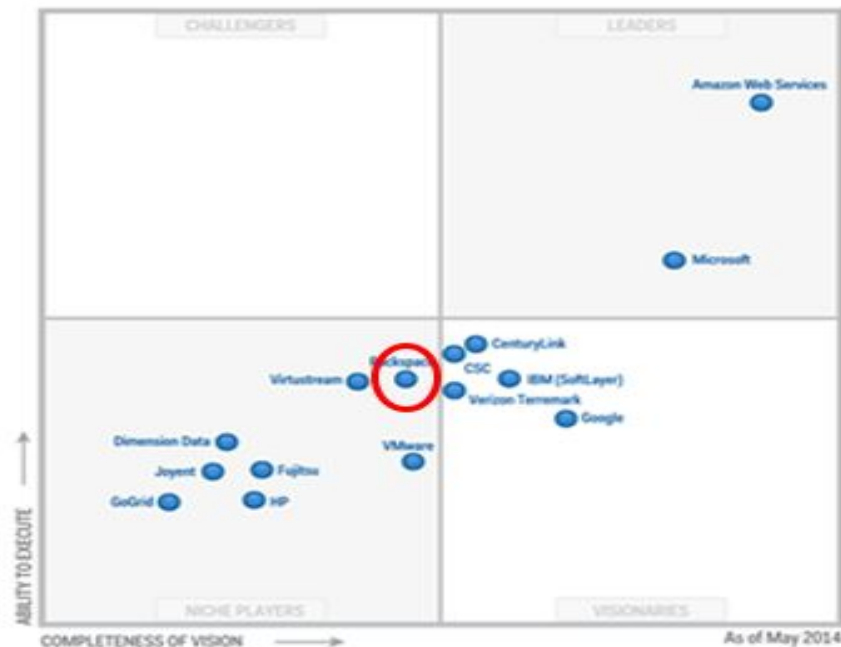 CHALLENGERS
LEADERS
Amazon Web Services
Microsoft
CenturyLink
Rackspace
CSC
Virtustream
IBM (SoftLayer)
Verizon Terremark
Google
Dimension Data
VMware
Joyent
Fujitsu
GoGrid
HP
ABILITY TO EXECUTE
NICHE PLAYERS
VISIONARIES
COMPLETENESS OF VISION
As of May 2014